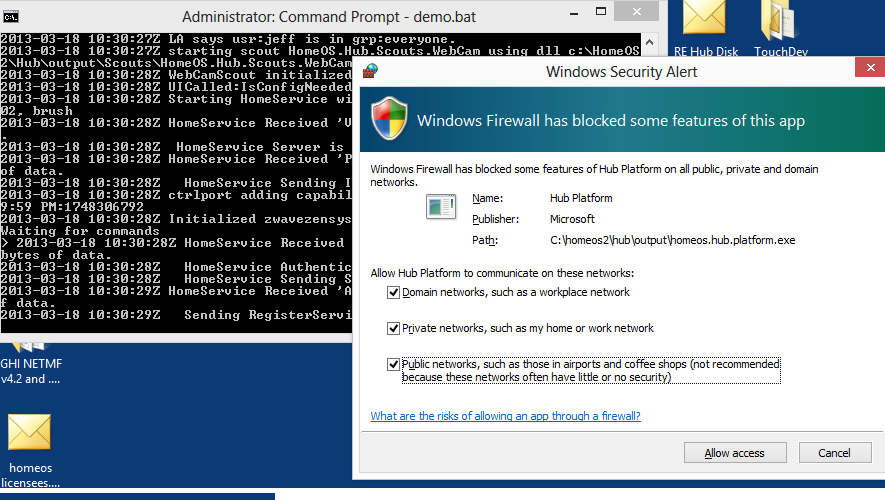 Administrator: Command Prompt - demo.bat
2013-03-18 10:30:27Z LA says usr:jeff is in grp:everyone.
2013-03-18 10:30:27Z starting scout HomeOS.Hub.Scouts.WebCam using dll c:\HomeOS
2\Hub\output\Scouts\HomeOS.Hub.Scouts.WebCam
2013-03-18 10:30:28Z WebCamScout initialized
2013-03-18 10:30:28Z UICalled:IsConfigNeeded
2013-03-18 10:30:28Z Starting HomeService wi
02, brush
2013-03-18 10:30:28Z HomeService Received 'V
.
2013-03-18 10:30:28Z HomeService Server is
2013-03-18 10:30:28Z HomeService Received 'P
of data.
2013-03-18 10:30:28Z HomeService Sending I
2013-03-18 10:30:28Z ctrlport adding capabil
9:59 PM:1748306792
2013-03-18 10:30:28Z Initialized zwavezensys
Waiting for commands
> 2013-03-18 10:30:28Z HomeService Received
bytes of data.
2013-03-18 10:30:28Z HomeService Authentic
2013-03-18 10:30:28Z HomeService Sending S
2013-03-18 10:30:29Z HomeService Received 'A
f data.
2013-03-18 10:30:29Z Sending RegisterServi
RE Hub Disk
TouchDev
Windows Security Alert
Windows Firewall has blocked some features of this app
Windows Firewall has blocked some features of Hub Platform on all public, private and domain
networks.
Name: Hub Platform
Publisher: Microsoft
Path: C:\homeos2\hub\output\homeos.hub.platform.exe
Allow Hub Platform to communicate on these networks:
Domain networks, such as a workplace network
Private networks, such as my home or work network
Public networks, such as those in airports and coffee shops (not recommended
because these networks often have little or no security)
What are the risks of allowing an app through a firewall?
Allow access
Cancel
GHI NETMF
v4.2 and ....
homeos
licensees....